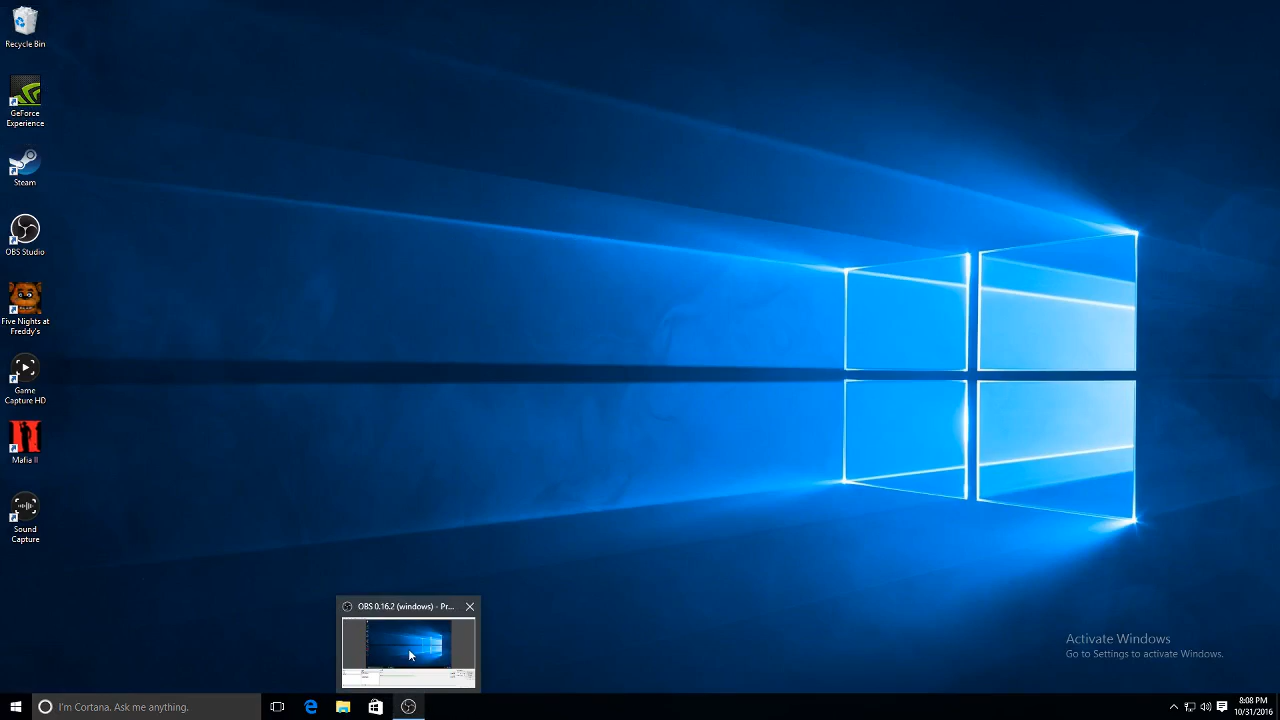 Recycle Bin
GeForce
Experience
Steam
OBS Studio
Five Nights at
Freddy's
Game
Capture HD
Mafia II
Sound
Capture
OBS 0.16.2 (windows) - Pr...
Activate Windows
Go to Settings to activate Windows.
I'm Cortana. Ask me anything.
8:08 PM
10/31/2016